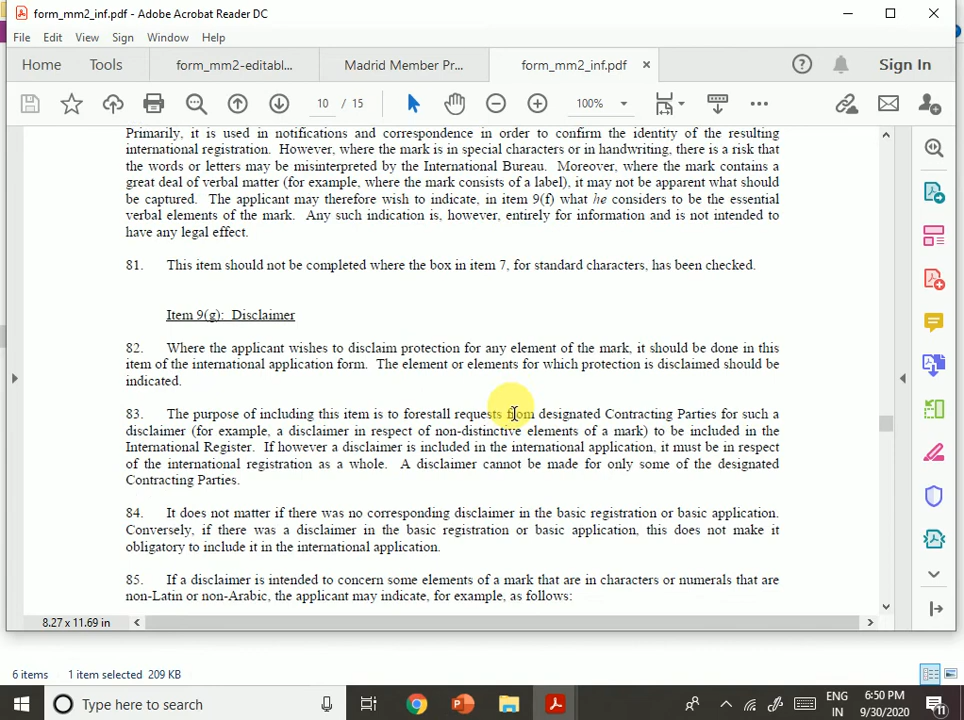 form_mm2_inf.pdf - Adobe Acrobat Reader DC
File Edit View Sign Window Help
Home Tools form_mm2-editabl... Madrid Member Pr... form_mm2_inf.pdf × Sign In
10 / 15 100%
Primarily, it is used in notifications and correspondence in order to confirm the identity of the resulting
international registration. However, where the mark is in special characters or in handwriting, there is a risk that
the words or letters may be misinterpreted by the International Bureau. Moreover, where the mark contains a
great deal of verbal matter (for example, where the mark consists of a label), it may not be apparent what should
be captured. The applicant may therefore wish to indicate, in item 9(f) what he considers to be the essential
verbal elements of the mark. Any such indication is, however, entirely for information and is not intended to
have any legal effect.
81. This item should not be completed where the box in item 7, for standard characters, has been checked.
Item 9(g): Disclaimer
82. Where the applicant wishes to disclaim protection for any element of the mark, it should be done in this
item of the international application form. The element or elements for which protection is disclaimed should be
indicated.
83. The purpose of including this item is to forestall requests from designated Contracting Parties for such a
disclaimer (for example, a disclaimer in respect of non-distinctive elements of a mark) to be included in the
International Register. If however a disclaimer is included in the international application, it must be in respect
of the international registration as a whole. A disclaimer cannot be made for only some of the designated
Contracting Parties.
84. It does not matter if there was no corresponding disclaimer in the basic registration or basic application.
Conversely, if there was a disclaimer in the basic registration or basic application, this does not make it
obligatory to include it in the international application.
85. If a disclaimer is intended to concern some elements of a mark that are in characters or numerals that are
non-Latin or non-Arabic, the applicant may indicate, for example, as follows:
8.27 x 11.69 in
6 items 1 item selected 209 KB
Type here to search
ENG 6:50 PM
IN 9/30/2020 11